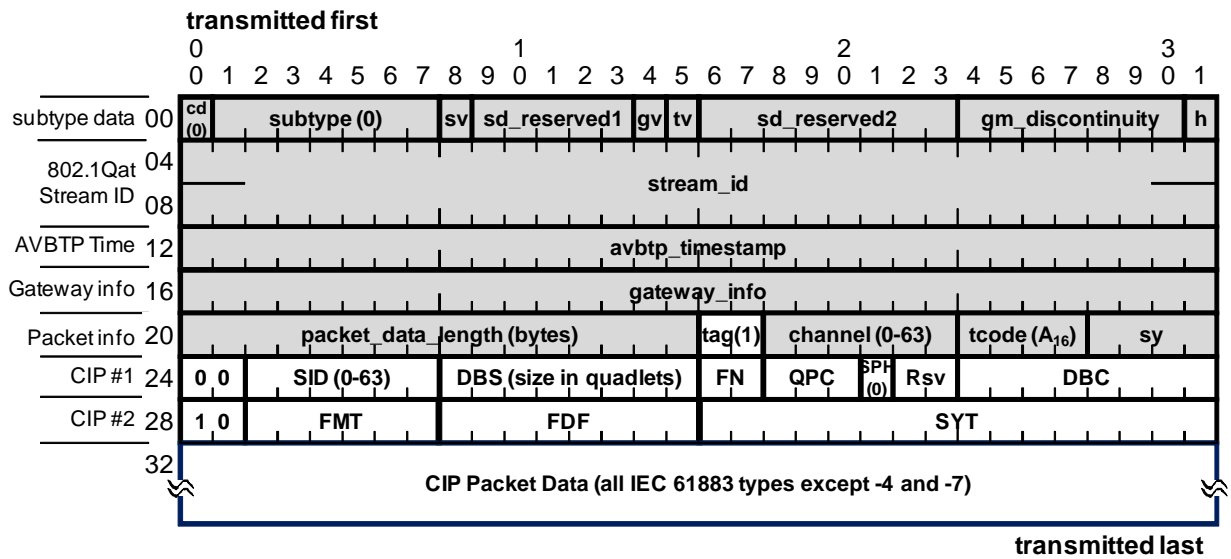 transmitted first
0 1 2 3
0 1 2 3 4 5 6 7 8 9 0 1 2 3 4 5 6 7 8 9 0 1 2 3 4 5 6 7 8 9 0 1
subtype data 00 cd (0) subtype (0) sv sd_reserved1 gv tv sd_reserved2 gm_discontinuity h
802.1Qat Stream ID 04 08 stream_id
AVBTP Time 12 avbtp_timestamp
Gateway info 16 gateway_info
Packet info 20 packet_data_length (bytes) tag(1) channel (0-63) tcode (A₁₆) sy
CIP #1 24 0 0 SID (0-63) DBS (size in quadlets) FN QPC SPH (0) Rsv DBC
CIP #2 28 1 0 FMT FDF SYT
32 CIP Packet Data (all IEC 61883 types except -4 and -7)
transmitted last